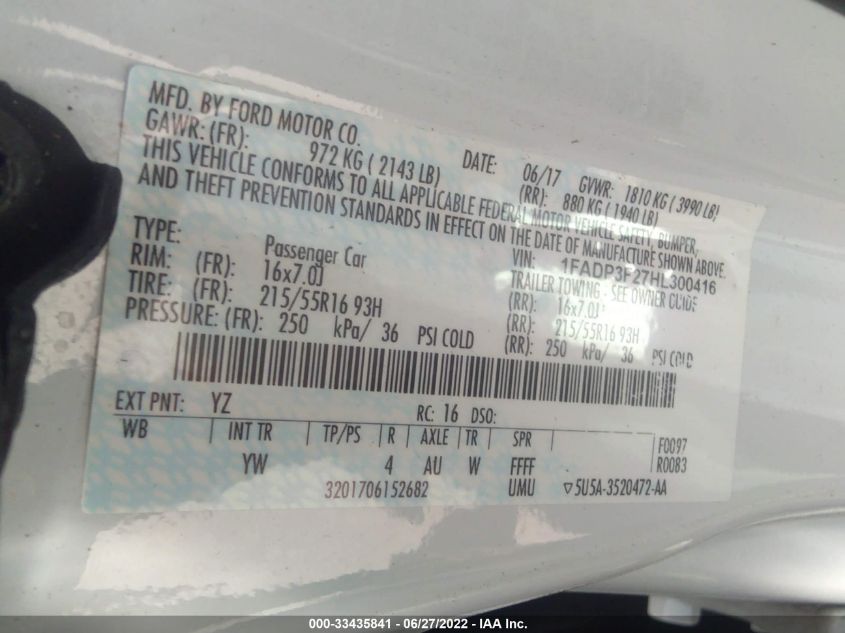 MFD. BY FORD MOTOR CO.
DATE: 06/17 GVWR: 1810 KG ( 3990 LB)
GAWR: (FR): 972 KG ( 2143 LB) (RR): 880 KG ( 1940 LB)
THIS VEHICLE CONFORMS TO ALL APPLICABLE FEDERAL MOTOR VEHICLE SAFETY, BUMPER,
AND THEFT PREVENTION STANDARDS IN EFFECT ON THE DATE OF MANUFACTURE SHOWN ABOVE.
VIN: 1FADP3F27HL300416
TYPE: Passenger Car TRAILER TOWING - SEE OWNER GUIDE
RIM: (FR): 16x7.0J (RR): 16x7.0J
TIRE: (FR): 215/55R16 93H (RR): 215/55R16 93H
PRESSURE: (FR): 250 kPa/ 36 PSI COLD (RR): 250 kPa/ 36 PSI COLD
EXT PNT: YZ RC: 16 DSO:
WB INT TR TP/PS R AXLE TR SPR F0097
YW 4 AU W FFFF R0083
3201706152682 UMU ▽5U5A-3520472-AA
000-33435841 - 06/27/2022 - IAA Inc.